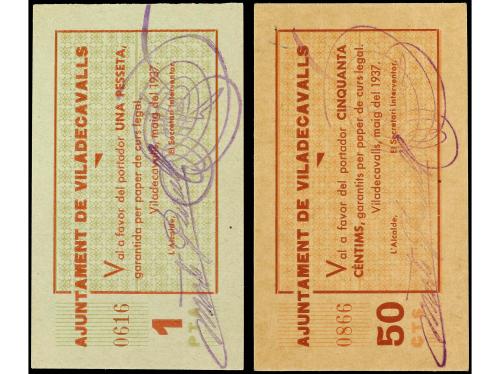 AJUNTAMENT DE VILADECAVALLS
Val a favor del portador UNA PESSETA,
garantida per paper de curs legal.
Viladecavalls, maig del 1937.
L'Alcalde,
El Secretari Interventor,
0616
1
PTA
AJUNTAMENT DE VILADECAVALLS
Val a favor del portador CINQUANTA
CÈNTIMS, garantits per paper de curs legal.
Viladecavalls, maig del 1937.
L'Alcalde,
El Secretari Interventor,
0866
50
CTS